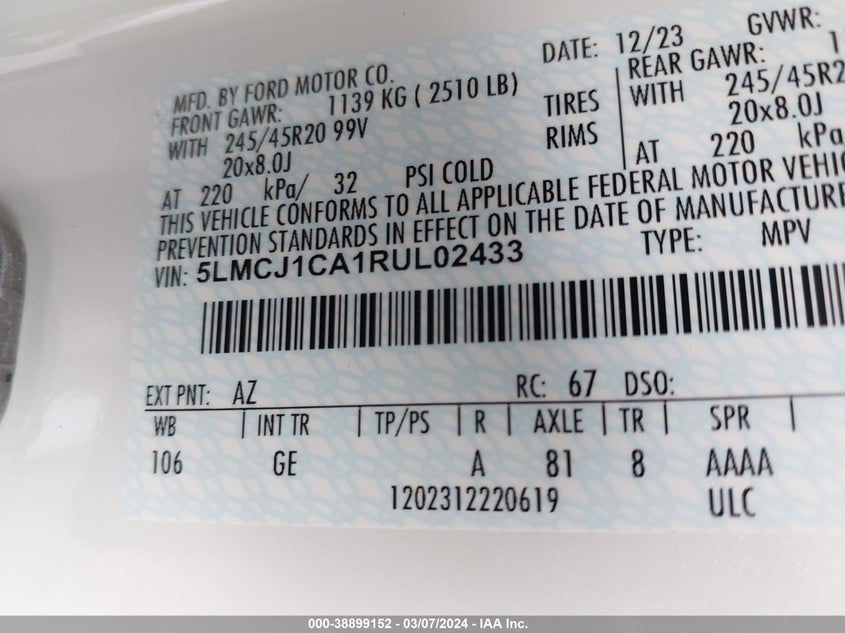 MFD. BY FORD MOTOR CO. DATE: 12/23 GVWR:
FRONT GAWR: 1139 KG ( 2510 LB) REAR GAWR: 1
WITH 245/45R20 99V TIRES WITH 245/45R20
20x8.0J RIMS 20x8.0J
AT 220 kPa/ 32 PSI COLD AT 220 kPa
THIS VEHICLE CONFORMS TO ALL APPLICABLE FEDERAL MOTOR VEHIC
PREVENTION STANDARDS IN EFFECT ON THE DATE OF MANUFACTURE
VIN: 5LMCJ1CA1RUL02433 TYPE: MPV
EXT PNT: AZ RC: 67 DSO:
WB INT TR TP/PS R AXLE TR SPR
106 GE A 81 8 AAAA
1202312220619 ULC
000-38899152 — 03/07/2024 — IAA Inc.